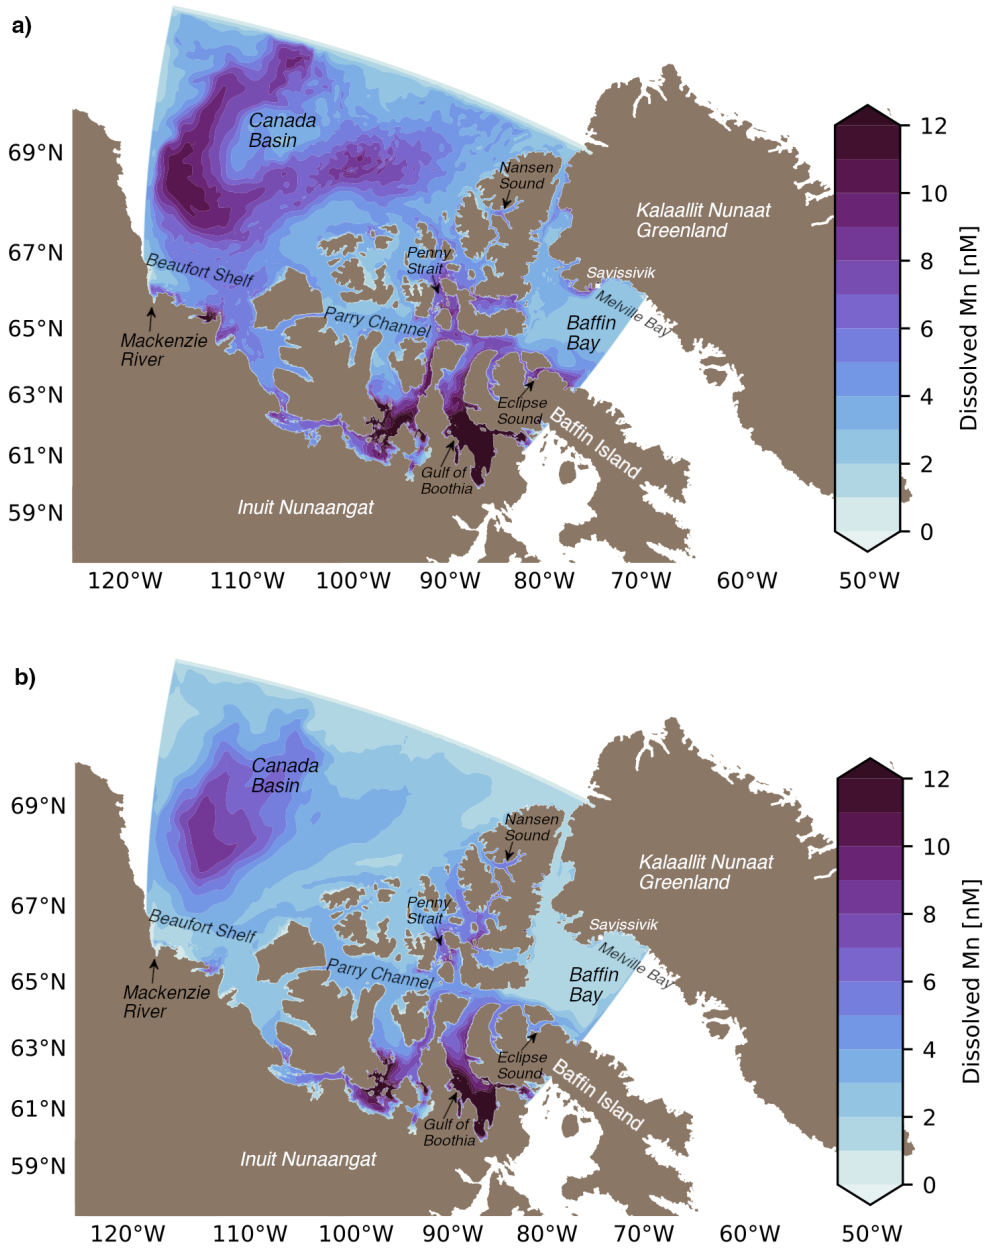 a)
Canada
Basin
Nansen
Sound
Kalaallit Nunaat
Greenland
Penny
Strait
Savissivik
Beaufort Shelf
Melville Bay
Parry Channel
Baffin
Bay
Mackenzie
River
Eclipse
Sound
Baffin Island
Gulf of
Boothia
Inuit Nunaangat
69°N
67°N
65°N
63°N
61°N
59°N
120°W
110°W
100°W
90°W
80°W
70°W
60°W
50°W
12
10
8
6
4
2
0
Dissolved Mn [nM]
b)
Canada
Basin
Nansen
Sound
Kalaallit Nunaat
Greenland
Penny
Strait
Savissivik
Beaufort Shelf
Melville Bay
Parry Channel
Baffin
Bay
Mackenzie
River
Eclipse
Sound
Baffin Island
Gulf of
Boothia
Inuit Nunaangat
69°N
67°N
65°N
63°N
61°N
59°N
120°W
110°W
100°W
90°W
80°W
70°W
60°W
50°W
12
10
8
6
4
2
0
Dissolved Mn [nM]